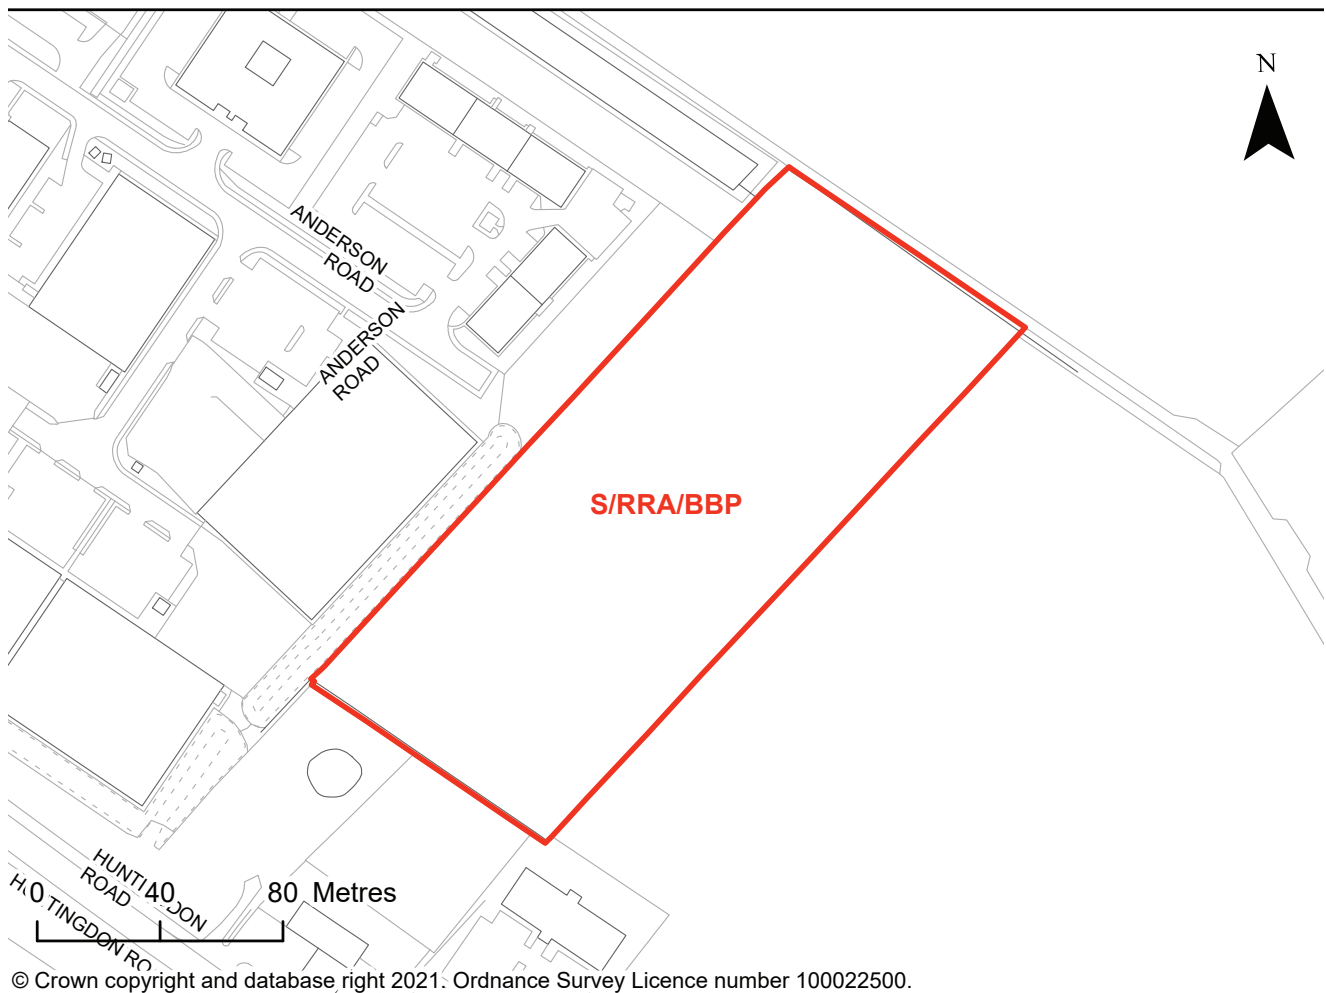 N
ANDERSON
ROAD
ANDERSON
ROAD
S/RRA/BBP
HUNTINGDON
ROAD
0 40 80 Metres
© Crown copyright and database right 2021. Ordnance Survey Licence number 100022500.